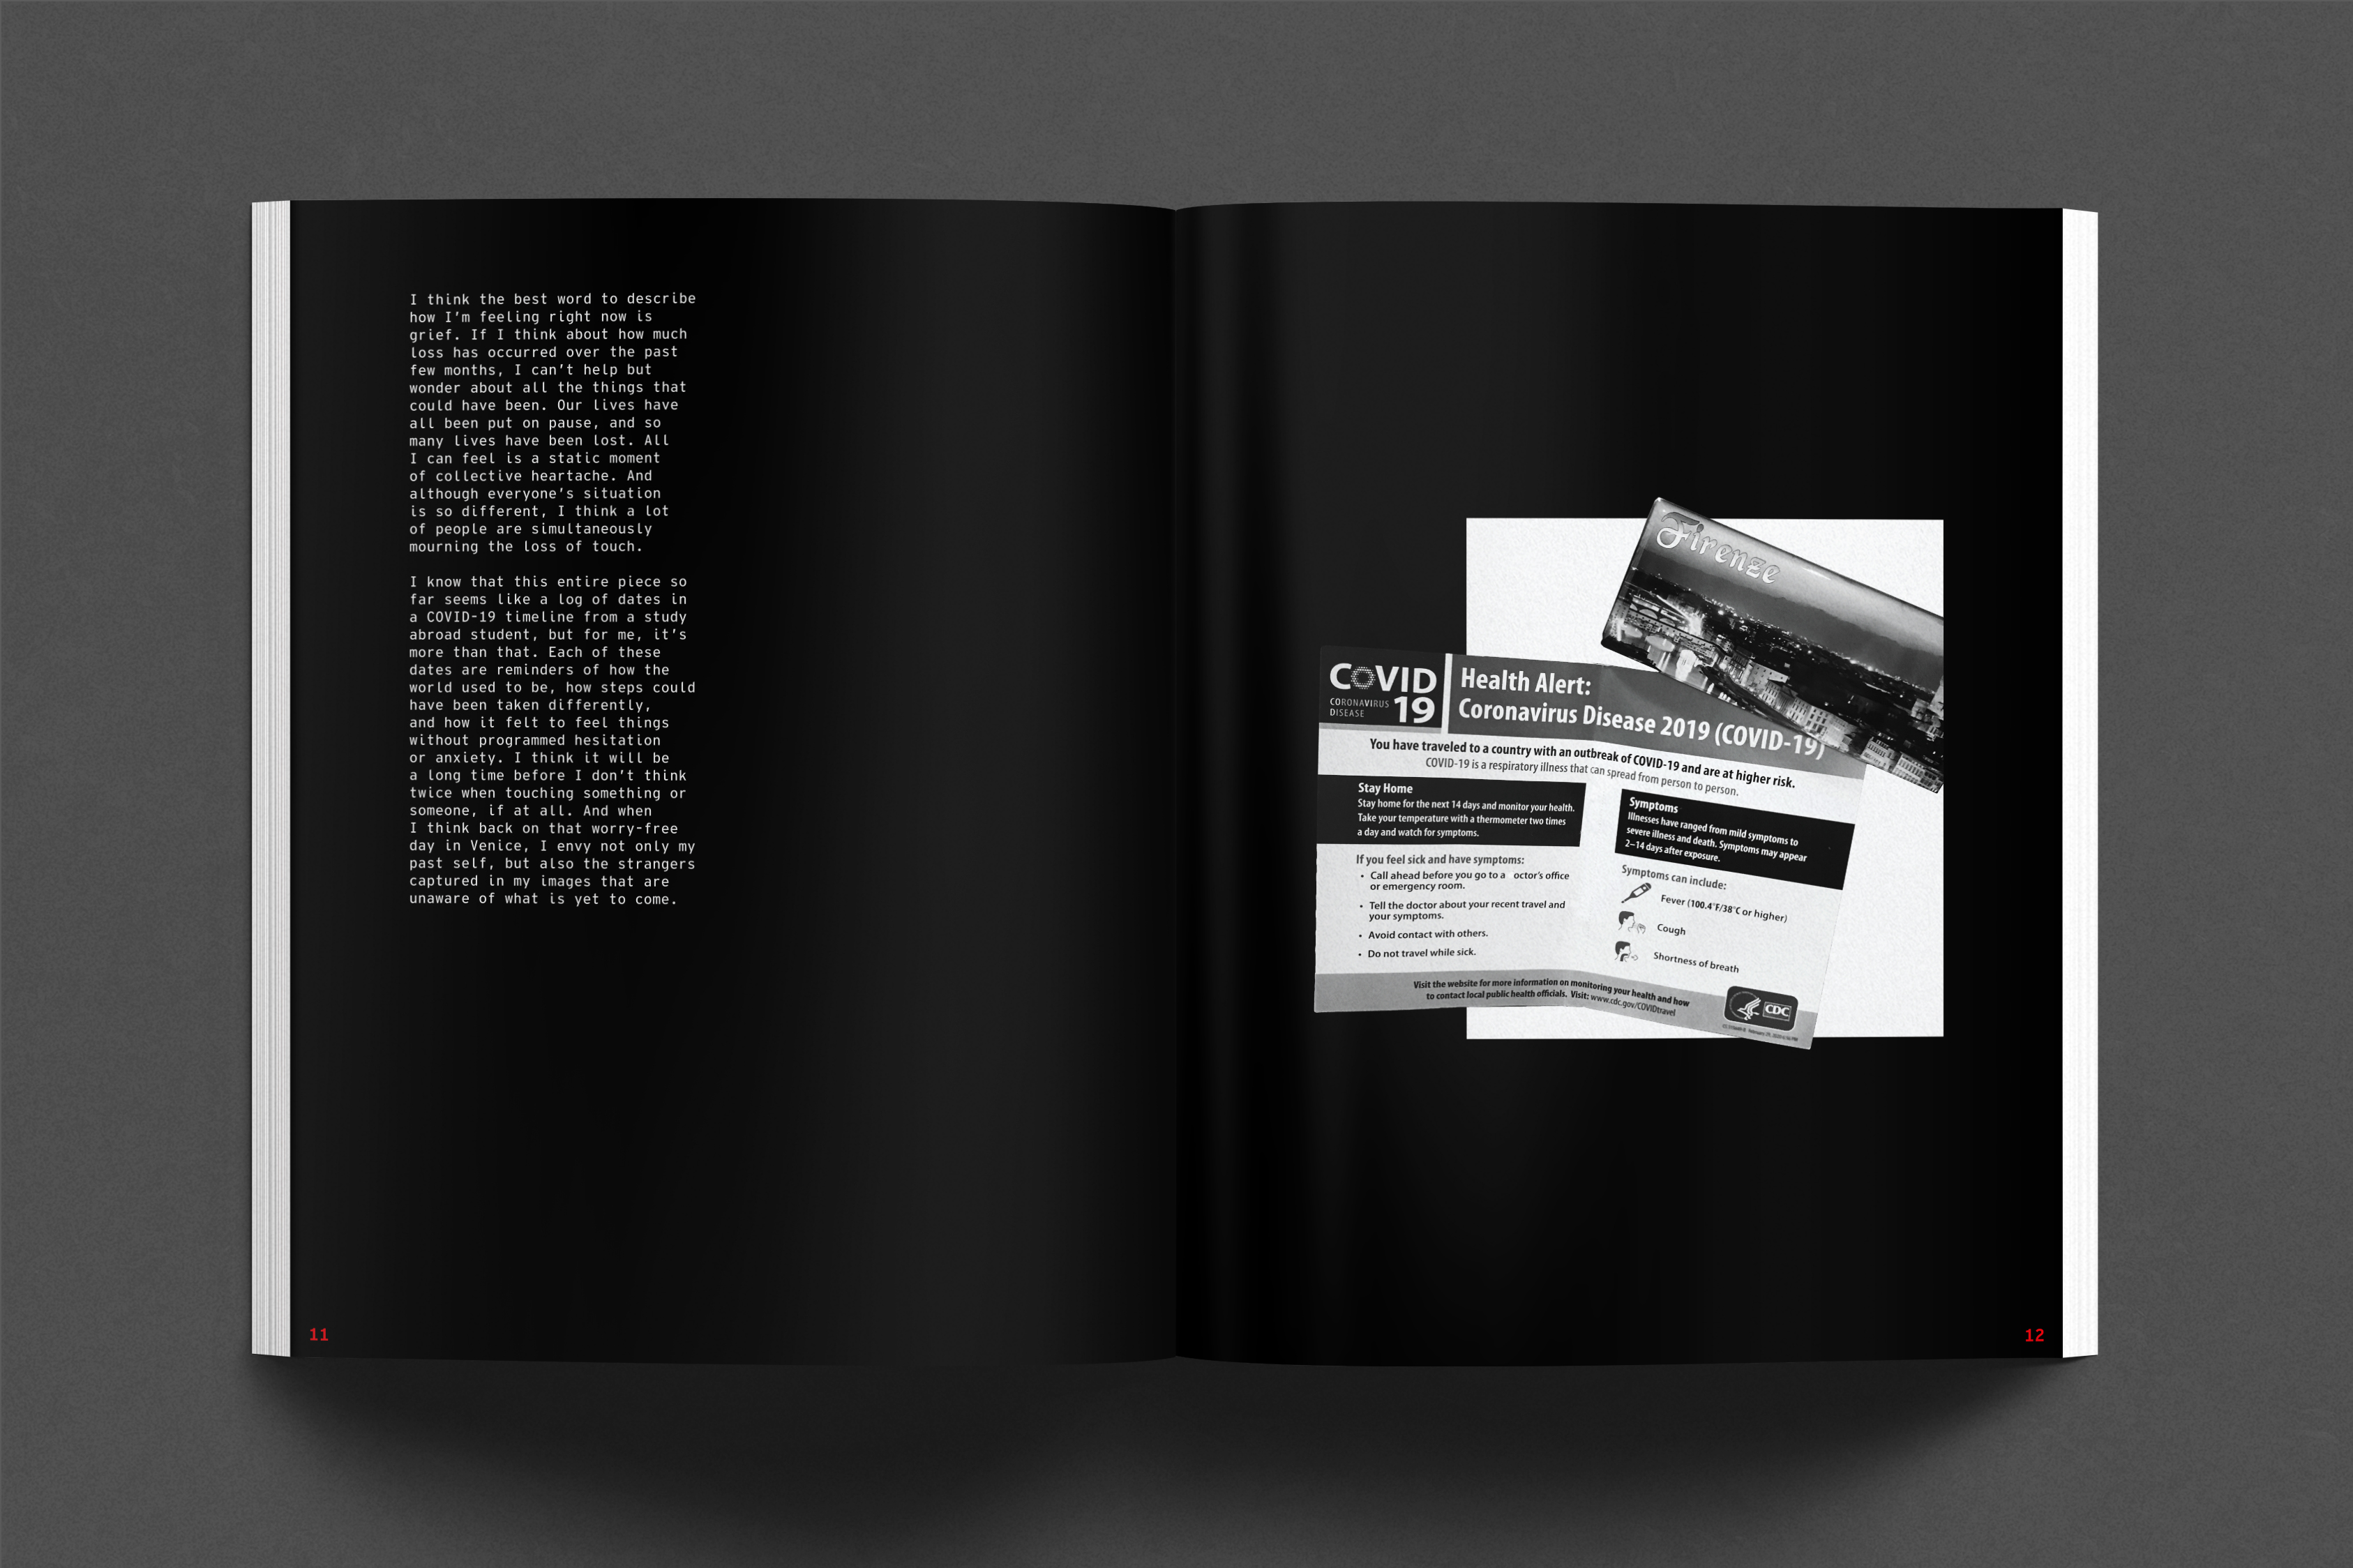 I think the best word to describe
how I'm feeling right now is
grief. If I think about how much
loss has occurred over the past
few months, I can't help but
wonder about all the things that
could have been. Our lives have
all been put on pause, and so
many lives have been lost. All
I can feel is a static moment
of collective heartache. And
although everyone's situation
is so different, I think a lot
of people are simultaneously
mourning the loss of touch.
I know that this entire piece so
far seems like a log of dates in
a COVID-19 timeline from a study
abroad student, but for me, it's
more than that. Each of these
dates are reminders of how the
world used to be, how steps could
have been taken differently,
and how it felt to feel things
without programmed hesitation
or anxiety. I think it will be
a long time before I don't think
twice when touching something or
someone, if at all. And when
I think back on that worry-free
day in Venice, I envy not only my
past self, but also the strangers
captured in my images that are
unaware of what is yet to come.
11
Firenze
COVID
CORONAVIRUS
DISEASE
19
Health Alert:
Coronavirus Disease 2019 (COVID-19)
You have traveled to a country with an outbreak of COVID-19 and are at higher risk.
COVID-19 is a respiratory illness that can spread from person to person.
Stay Home
Stay home for the next 14 days and monitor your health.
Take your temperature with a thermometer two times
a day and watch for symptoms.
If you feel sick and have symptoms:
• Call ahead before you go to a octor's office
or emergency room.
• Tell the doctor about your recent travel and
your symptoms.
• Avoid contact with others.
• Do not travel while sick.
Symptoms
Illnesses have ranged from mild symptoms to
severe illness and death. Symptoms may appear
2–14 days after exposure.
Symptoms can include:
Fever (100.4°F/38°C or higher)
Cough
Shortness of breath
Visit the website for more information on monitoring your health and how
to contact local public health officials. Visit: www.cdc.gov/COVIDtravel
CDC
12